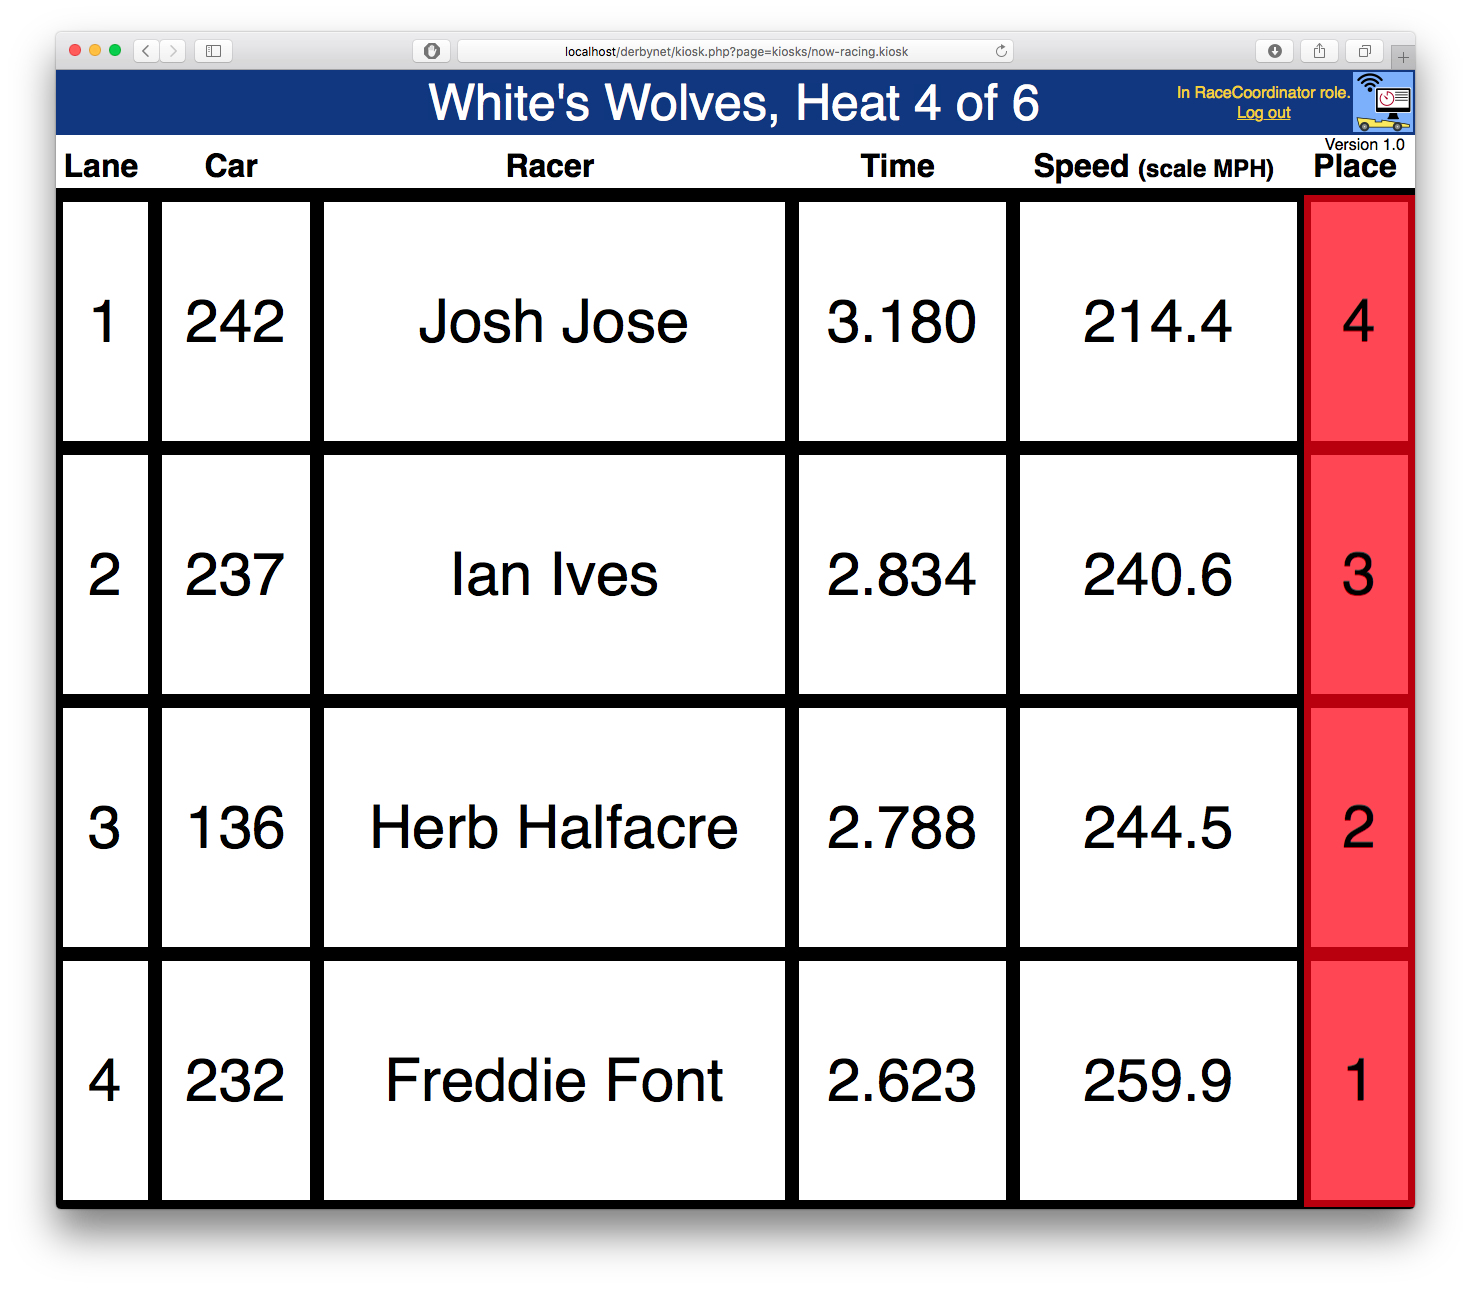 localhost/derbynet/kiosk.php?page=kiosks/now-racing.kiosk
White's Wolves, Heat 4 of 6
In RaceCoordinator role.
Log out
Version 1.0
Lane Car Racer Time Speed (scale MPH) Place
1 242 Josh Jose 3.180 214.4 4
2 237 Ian Ives 2.834 240.6 3
3 136 Herb Halfacre 2.788 244.5 2
4 232 Freddie Font 2.623 259.9 1